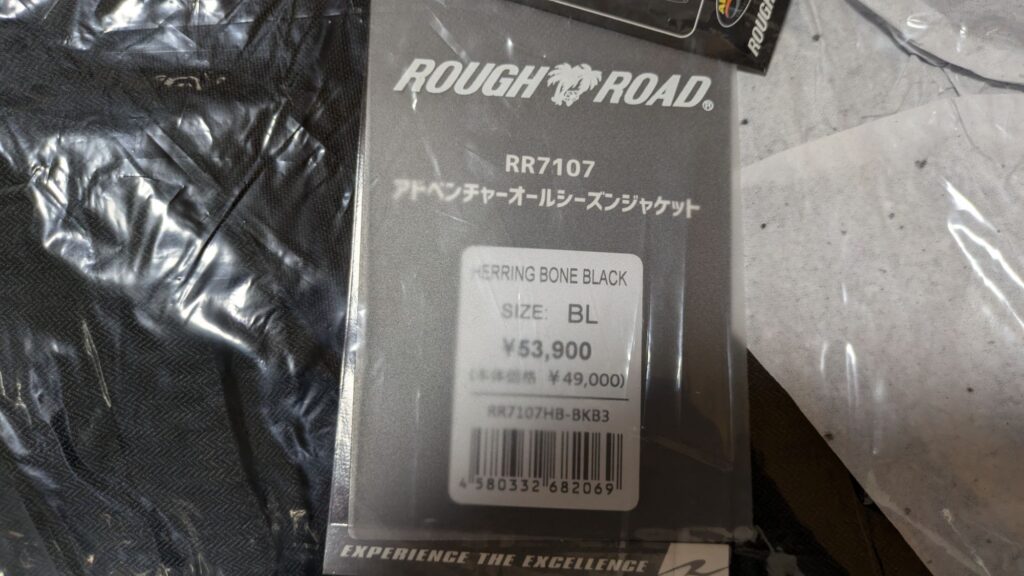 ROUGH
ROUGH ROAD®
RR7107
アドベンチャーオールシーズンジャケット
HERRING BONE BLACK
SIZE: BL
¥53,900
(本体価格 ¥49,000)
RR7107HB-BKB3
4 580332 682069
EXPERIENCE THE EXCELLENCE